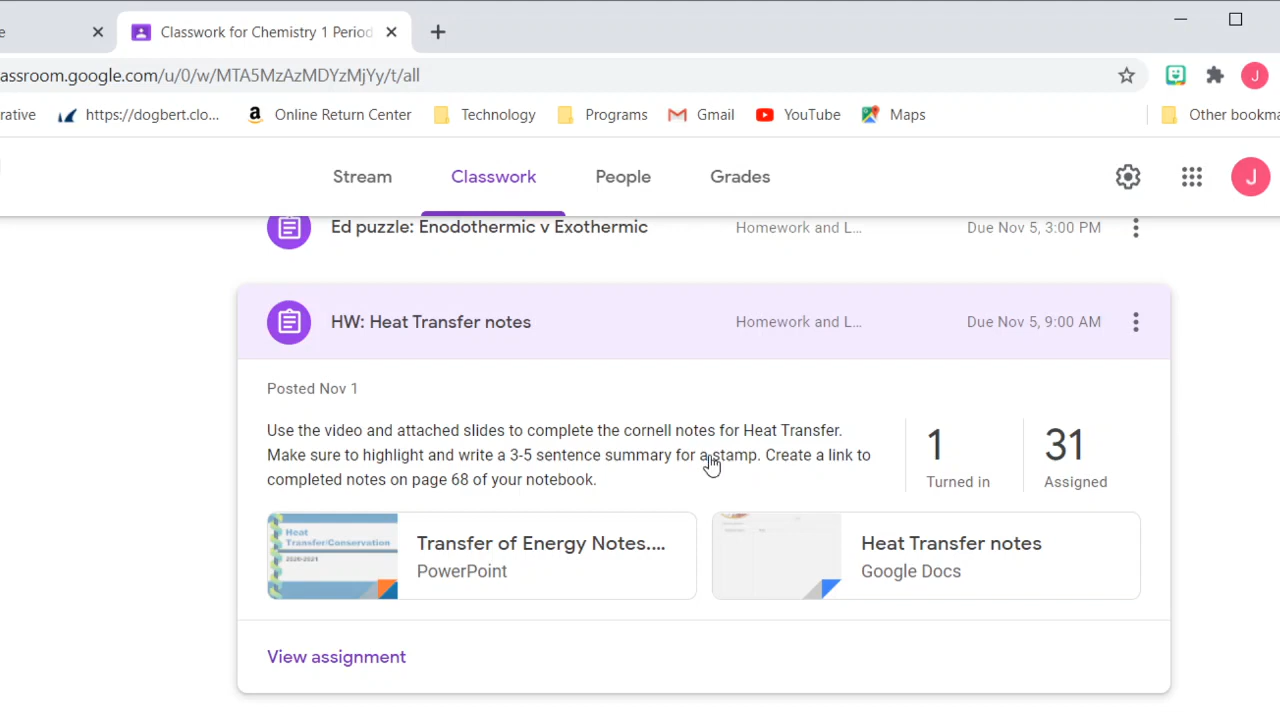 e
Classwork for Chemistry 1 Period
assroom.google.com/u/0/w/MTA5MzAzMDYzMjYy/t/all
J
rative
https://dogbert.clo...
a
Online Return Center
Technology
Programs
Gmail
YouTube
Maps
Other bookma
Stream
Classwork
People
Grades
J
Ed puzzle: Enodothermic v Exothermic
Homework and L...
Due Nov 5, 3:00 PM
HW: Heat Transfer notes
Homework and L...
Due Nov 5, 9:00 AM
Posted Nov 1
Use the video and attached slides to complete the cornell notes for Heat Transfer.
Make sure to highlight and write a 3-5 sentence summary for a stamp. Create a link to
completed notes on page 68 of your notebook.
1
Turned in
31
Assigned
Heat
Transfer/Conservation
2020-2021
Transfer of Energy Notes....
PowerPoint
Heat Transfer notes
Google Docs
View assignment